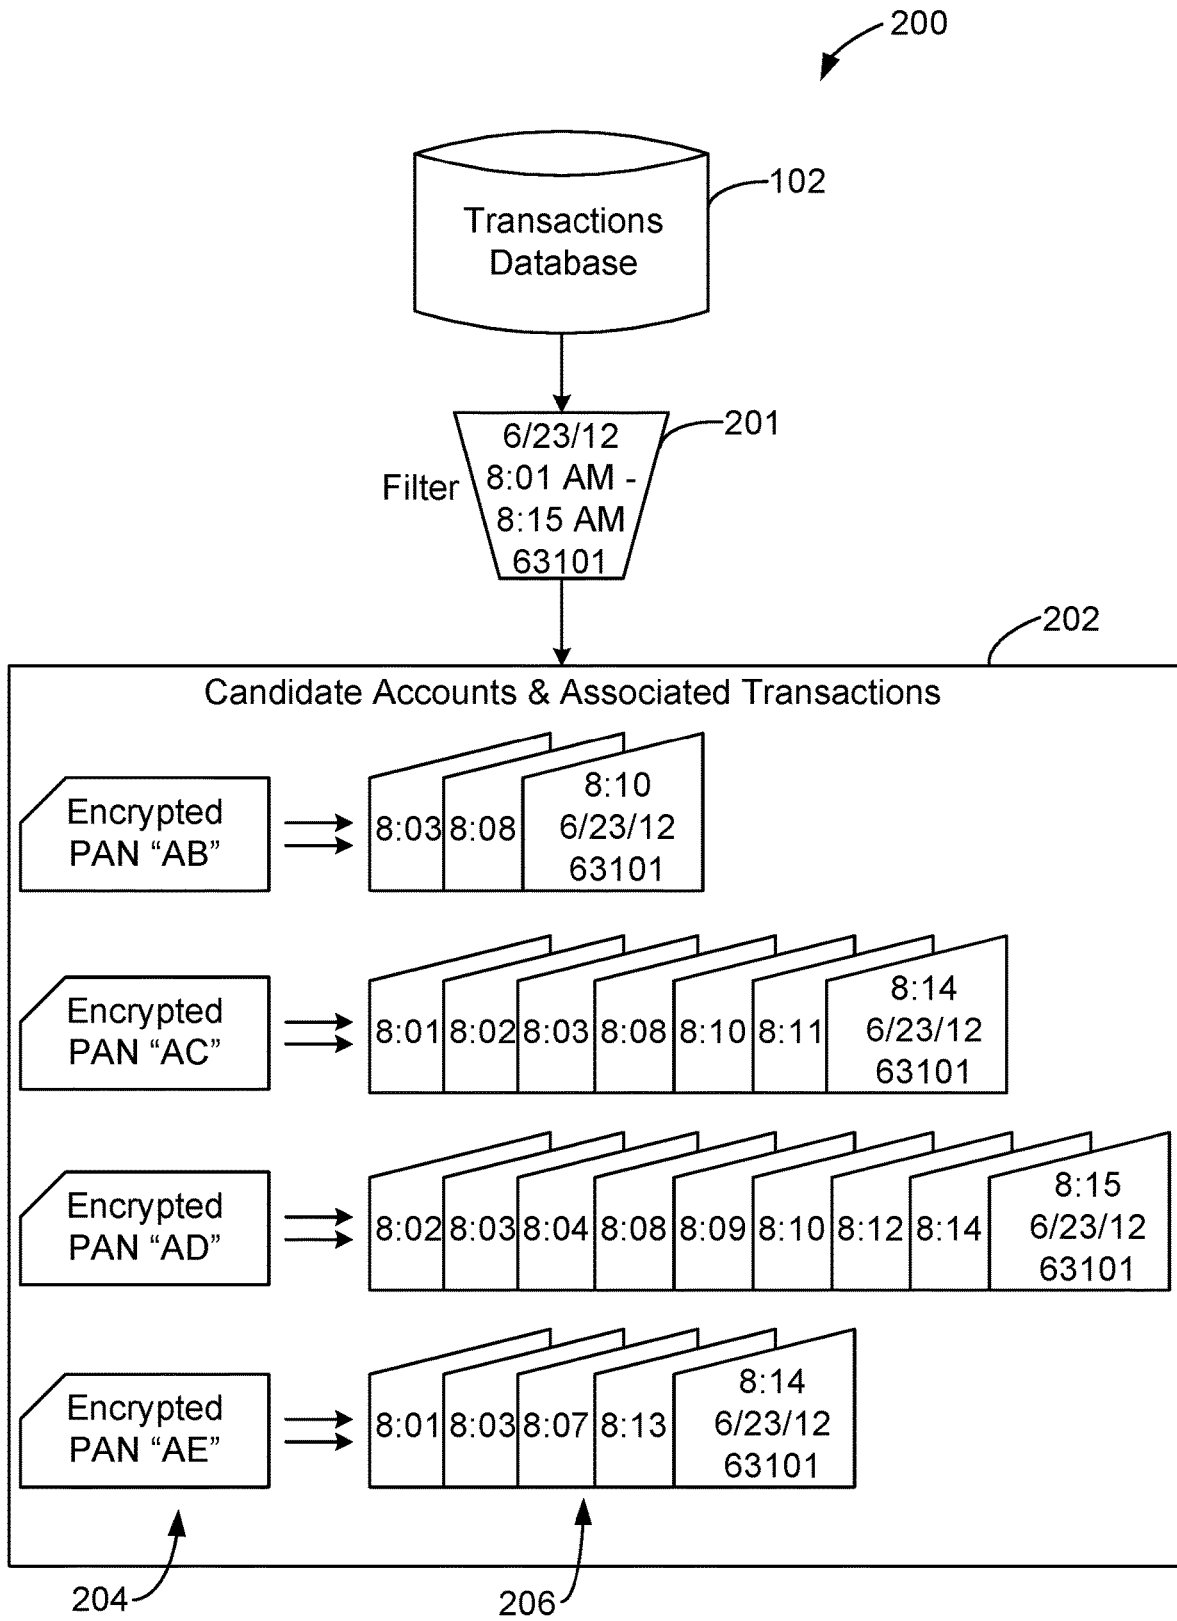 200
102
Transactions
Database
201
6/23/12
8:01 AM -
8:15 AM
63101
Filter
202
Candidate Accounts & Associated Transactions
Encrypted
PAN “AB”
8:03 8:08
8:10
6/23/12
63101
Encrypted
PAN “AC”
8:01 8:02 8:03 8:08 8:10 8:11
8:14
6/23/12
63101
Encrypted
PAN “AD”
8:02 8:03 8:04 8:08 8:09 8:10 8:12 8:14
8:15
6/23/12
63101
Encrypted
PAN “AE”
8:01 8:03 8:07 8:13
8:14
6/23/12
63101
204
206